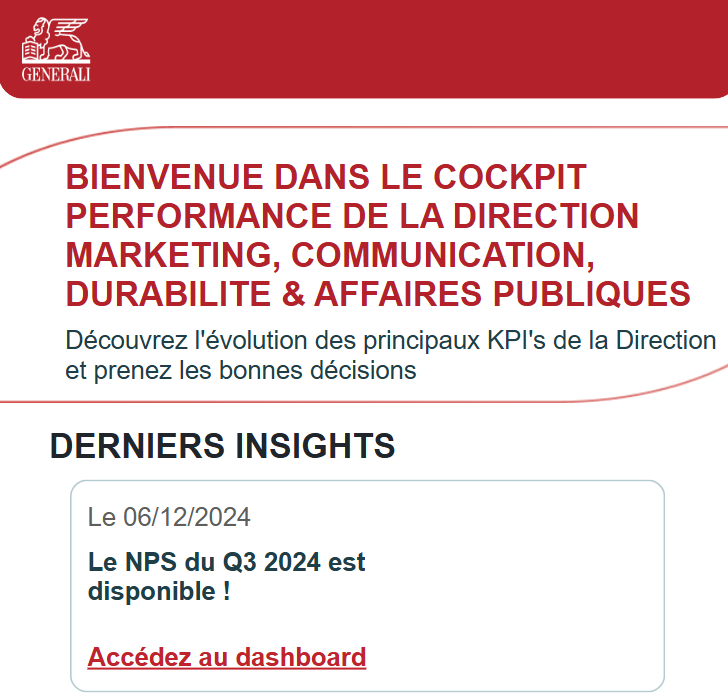 GENERALI
BIENVENUE DANS LE COCKPIT
PERFORMANCE DE LA DIRECTION
MARKETING, COMMUNICATION,
DURABILITE & AFFAIRES PUBLIQUES
Découvrez l'évolution des principaux KPI's de la Direction
et prenez les bonnes décisions
DERNIERS INSIGHTS
Le 06/12/2024
Le NPS du Q3 2024 est
disponible !
Accédez au dashboard